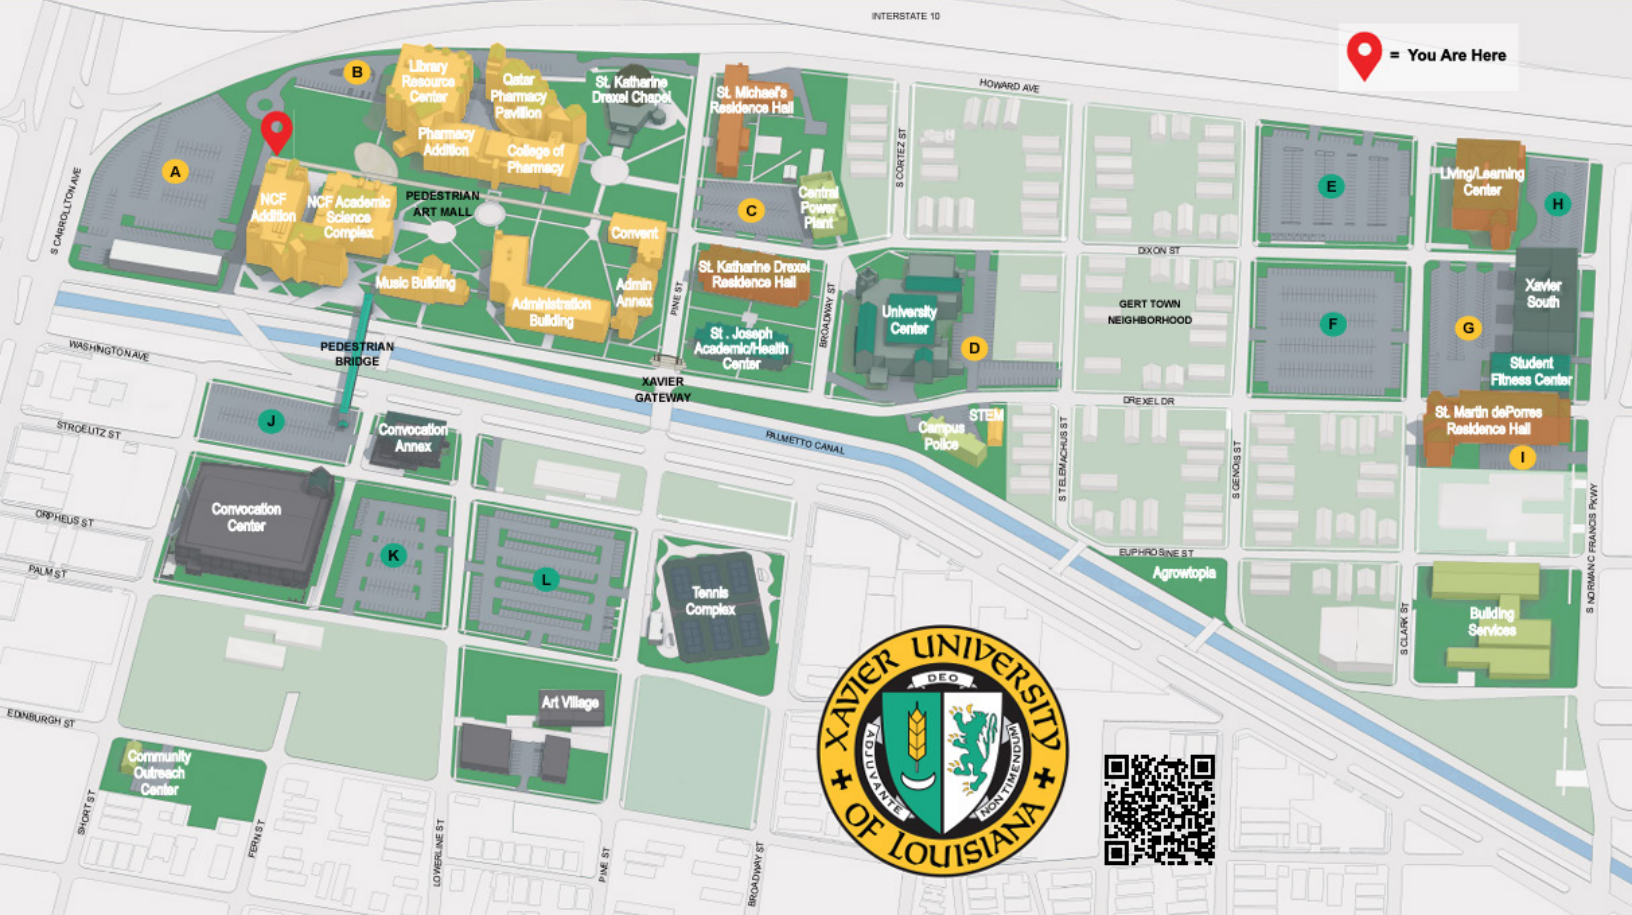 INTERSTATE 10
= You Are Here
HOWARD AVE
B
Library
Resource
Center
Qatar
Pharmacy
Pavillion
St. Katharine
Drexel Chapel
St. Michael's
Residence Hall
Pharmacy
Addition
College of
Pharmacy
A
S CARROLLTON AVE
NCF
Addition
NCF Academic
Science
Complex
PEDESTRIAN
ART MALL
Convent
C
Central
Power
Plant
S CORTEZ ST
E
Living/Learning
Center
H
DIXON ST
Music Building
Administration
Building
Admin
Annex
PINE ST
St. Katharine Drexel
Residence Hall
St . Joseph
Academic/Health
Center
BROADWAY ST
University
Center
D
GERT TOWN
NEIGHBORHOOD
F
G
Xavier
South
Student
Fitness Center
WASHINGTON AVE
PEDESTRIAN
BRIDGE
XAVIER
GATEWAY
DREXEL DR
STROELITZ ST
J
Convocation
Annex
PALMETTO CANAL
Campus
Police
STEM
S TELEMACHUS ST
S GENOIS ST
St. Martin dePorres
Residence Hall
I
ORPHEUS ST
Convocation
Center
K
L
Tennis
Complex
EUPHROSINE ST
Agrowtopia
S CLARK ST
Building
Services
S NORMAN C FRANCIS PKWY
PALM ST
EDINBURGH ST
Art Village
Community
Outreach
Center
SHORT ST
FERN ST
LOWERLINE ST
PINE ST
BROADWAY ST
XAVIER UNIVERSITY
DEO
ADJUVANTE
NON TIMENDUM
OF LOUISIANA